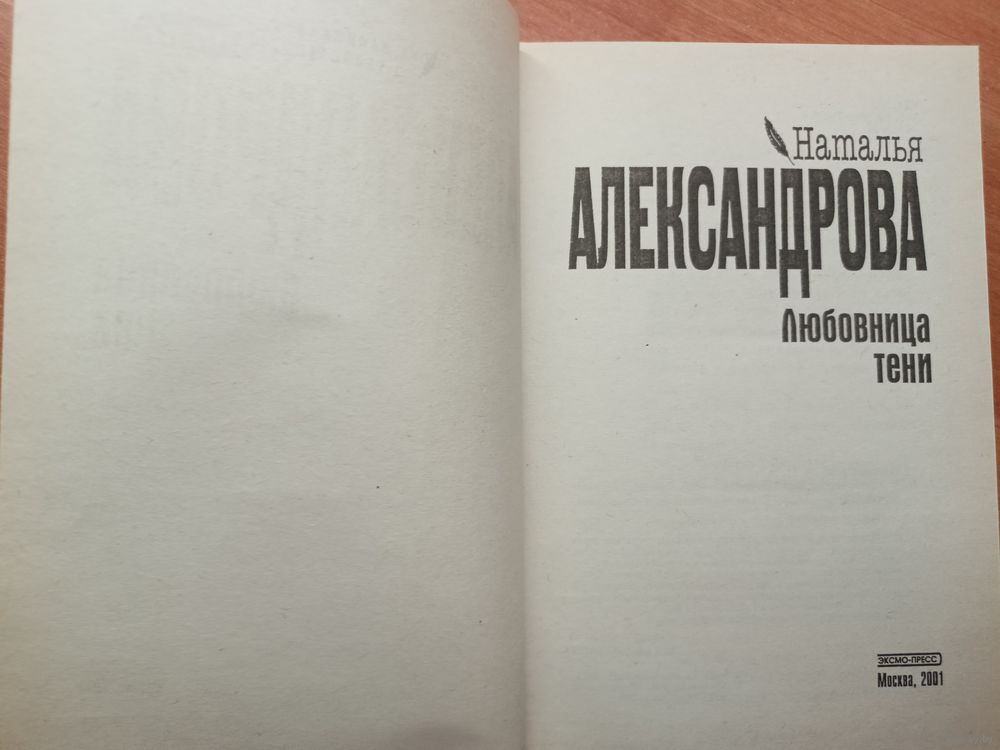 Наталья
АЛЕКСАНДРОВА
Любовница
тени
ЭКСМО-ПРЕСС
Москва, 2001